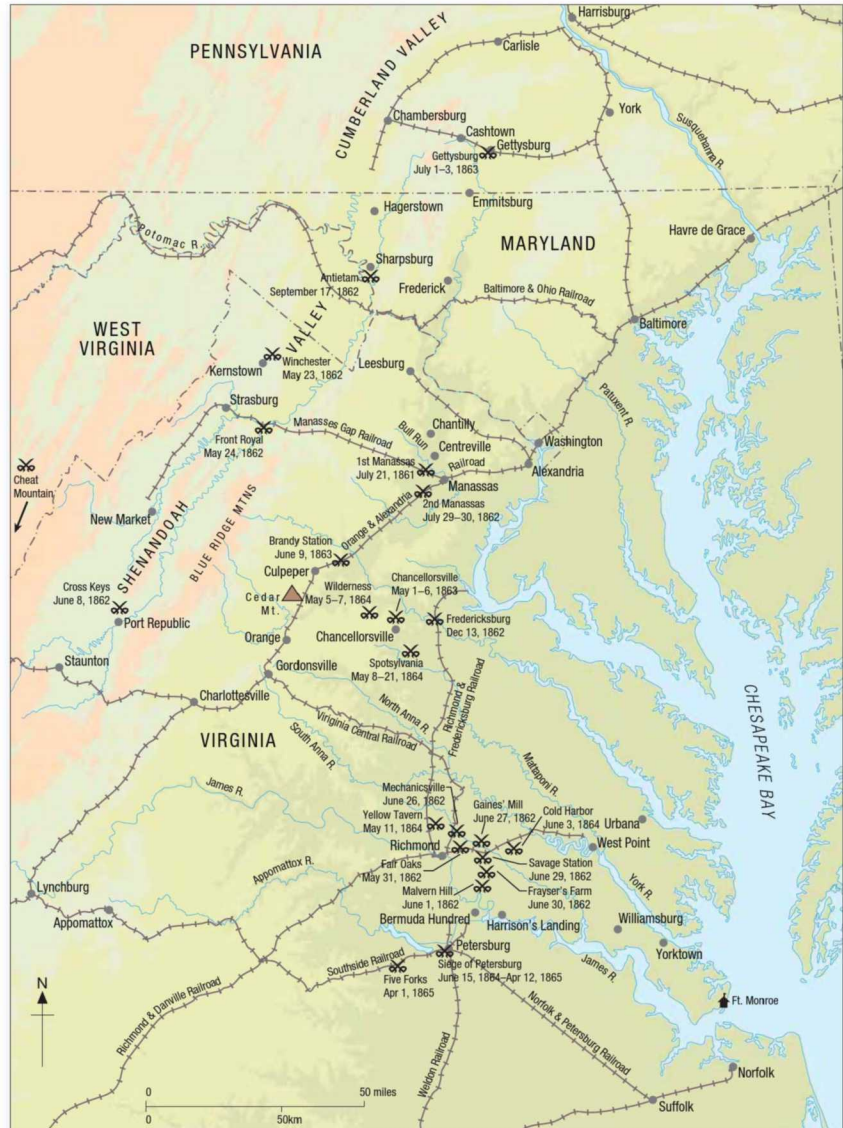 Harrisburg
PENNSYLVANIA
CUMBERLAND VALLEY
Carlisle
Chambersburg
York
Cashtown
Gettysburg
Gettysburg
July 1–3, 1863
Susquehanna R.
Hagerstown
Emmitsburg
Potomac R.
MARYLAND
Havre de Grace
Sharpsburg
Antietam
September 17, 1862
Frederick
Baltimore & Ohio Railroad
Baltimore
WEST
VIRGINIA
SHENANDOAH VALLEY
Winchester
May 23, 1862
Kernstown
Leesburg
Patuxent R.
Strasburg
Front Royal
May 24, 1862
Manasses Gap Railroad
Bull Run
Chantilly
Centreville
Washington
Alexandria
1st Manassas
July 21, 1861
Orange & Alexandria Railroad
Manassas
2nd Manassas
July 29–30, 1862
Cheat
Mountain
New Market
BLUE RIDGE MTNS
Brandy Station
June 9, 1863
Culpeper
Cedar
Mt.
Wilderness
May 5–7, 1864
Chancellorsville
May 1–6, 1863
Cross Keys
June 8, 1862
Port Republic
Fredericksburg
Dec 13, 1862
Chancellorsville
Orange
Spotsylvania
May 8–21, 1864
Staunton
Gordonsville
Charlottesville
North Anna R.
Richmond &
Fredericksburg Railroad
CHESAPEAKE BAY
VIRGINIA
Virginia Central Railroad
South Anna R.
Mattaponi R.
James R.
Mechanicsville
June 26, 1862
Gaines' Mill
June 27, 1862
Cold Harbor
June 3, 1864
Yellow Tavern
May 11, 1864
Urbana
Richmond
West Point
Fair Oaks
May 31, 1862
Savage Station
June 29, 1862
Appomattox R.
York R.
Malvern Hill
June 1, 1862
Frayser's Farm
June 30, 1862
Lynchburg
Appomattox
Bermuda Hundred
Harrison's Landing
Williamsburg
Petersburg
Yorktown
Southside Railroad
Siege of Petersburg
June 15, 1864–Apr 12, 1865
James R.
Five Forks
Apr 1, 1865
N
Ft. Monroe
Richmond & Danville Railroad
Weldon Railroad
Norfolk & Petersburg Railroad
Norfolk
Suffolk
0 50 miles
0 50km